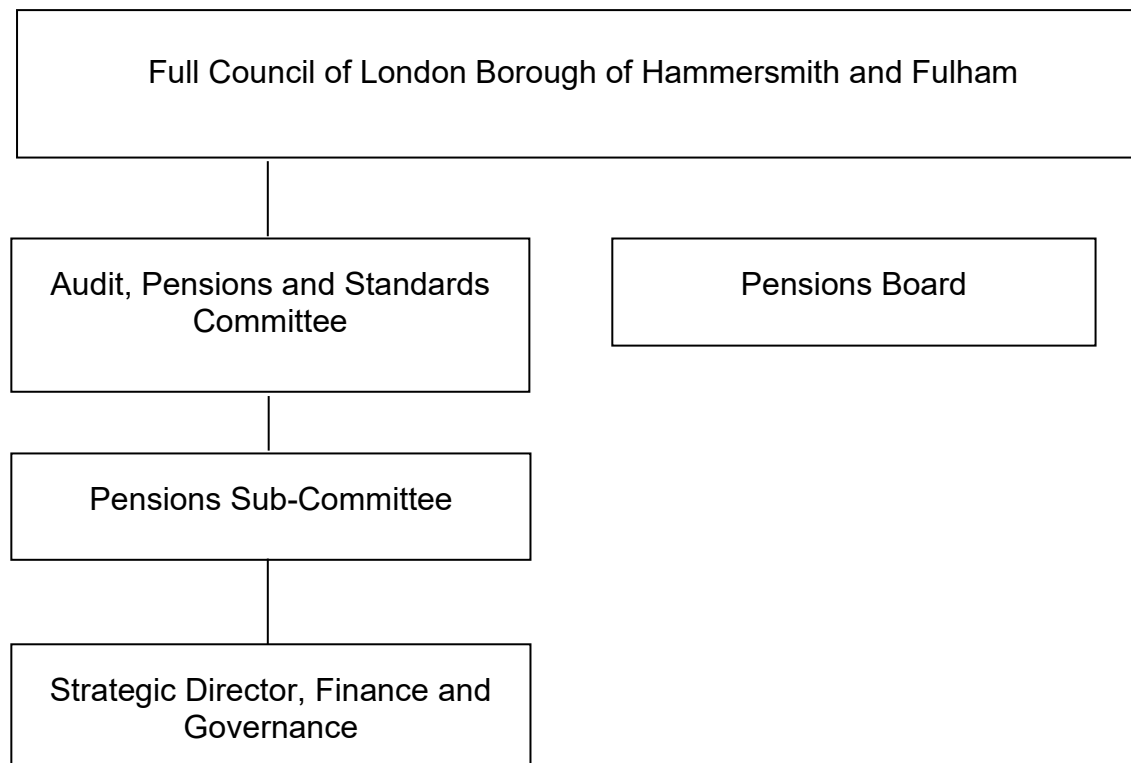 Full Council of London Borough of Hammersmith and Fulham
Audit, Pensions and Standards
Committee
Pensions Board
Pensions Sub-Committee
Strategic Director, Finance and
Governance